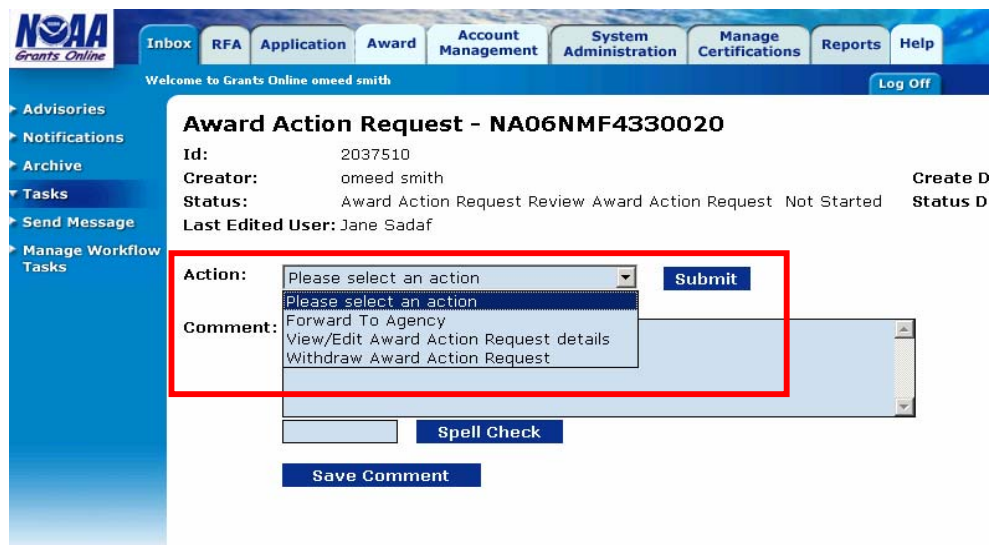 NOAA
Grants Online
Inbox RFA Application Award Account Management System Administration Manage Certifications Reports Help
Welcome to Grants Online omeed smith Log Off
Advisories
Notifications
Archive
Tasks
Send Message
Manage Workflow
Tasks
Award Action Request - NA06NMF4330020
Id: 2037510
Creator: omeed smith Create D
Status: Award Action Request Review Award Action Request Not Started Status D
Last Edited User: Jane Sadaf
Action: Please select an action Submit
Please select an action
Comment: Forward To Agency
View/Edit Award Action Request details
Withdraw Award Action Request
Spell Check
Save Comment